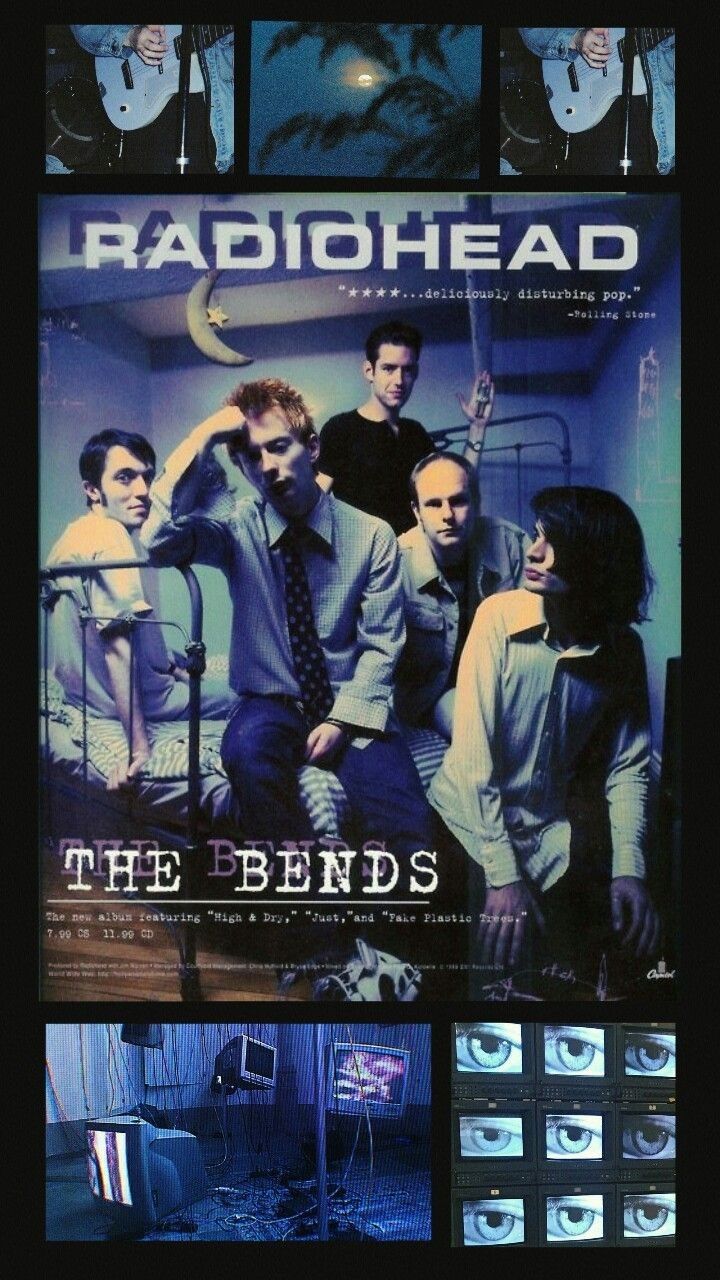 RADIOHEAD
“★★★★...deliciously disturbing pop.”
-Rolling Stone
THE BENDS
The new album featuring “High & Dry,” “Just,”and “Fake Plastic Trees.”
7.99 CS 11.99 CD
Capitol